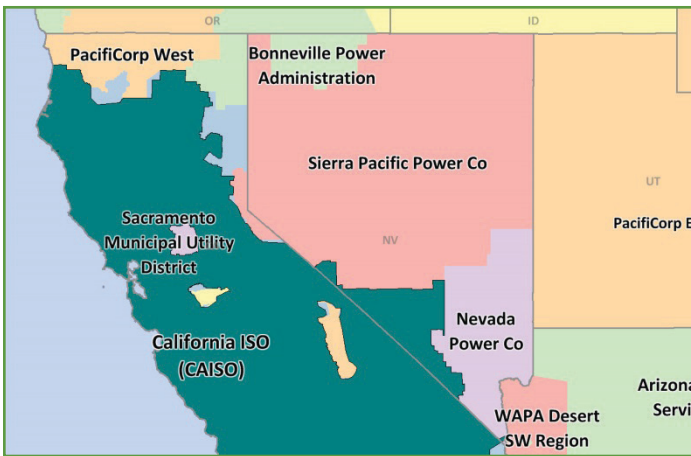 OR
ID
PacifiCorp West
Bonneville Power
Administration
Sierra Pacific Power Co
UT
PacifiCorp E
NV
Sacramento
Municipal Utility
District
California ISO
(CAISO)
Nevada
Power Co
Arizona
Servi
WAPA Desert
SW Region